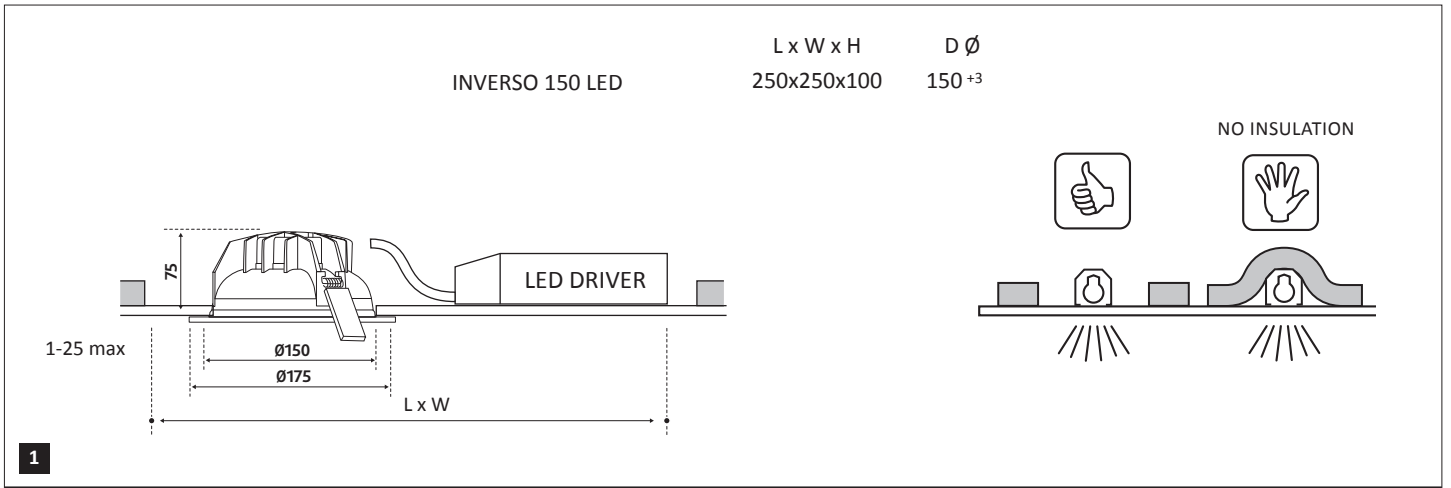 L x W x H D Ø
INVERSO 150 LED 250x250x100 150 +3
NO INSULATION
75
LED DRIVER
1-25 max
Ø150
Ø175
L x W
1